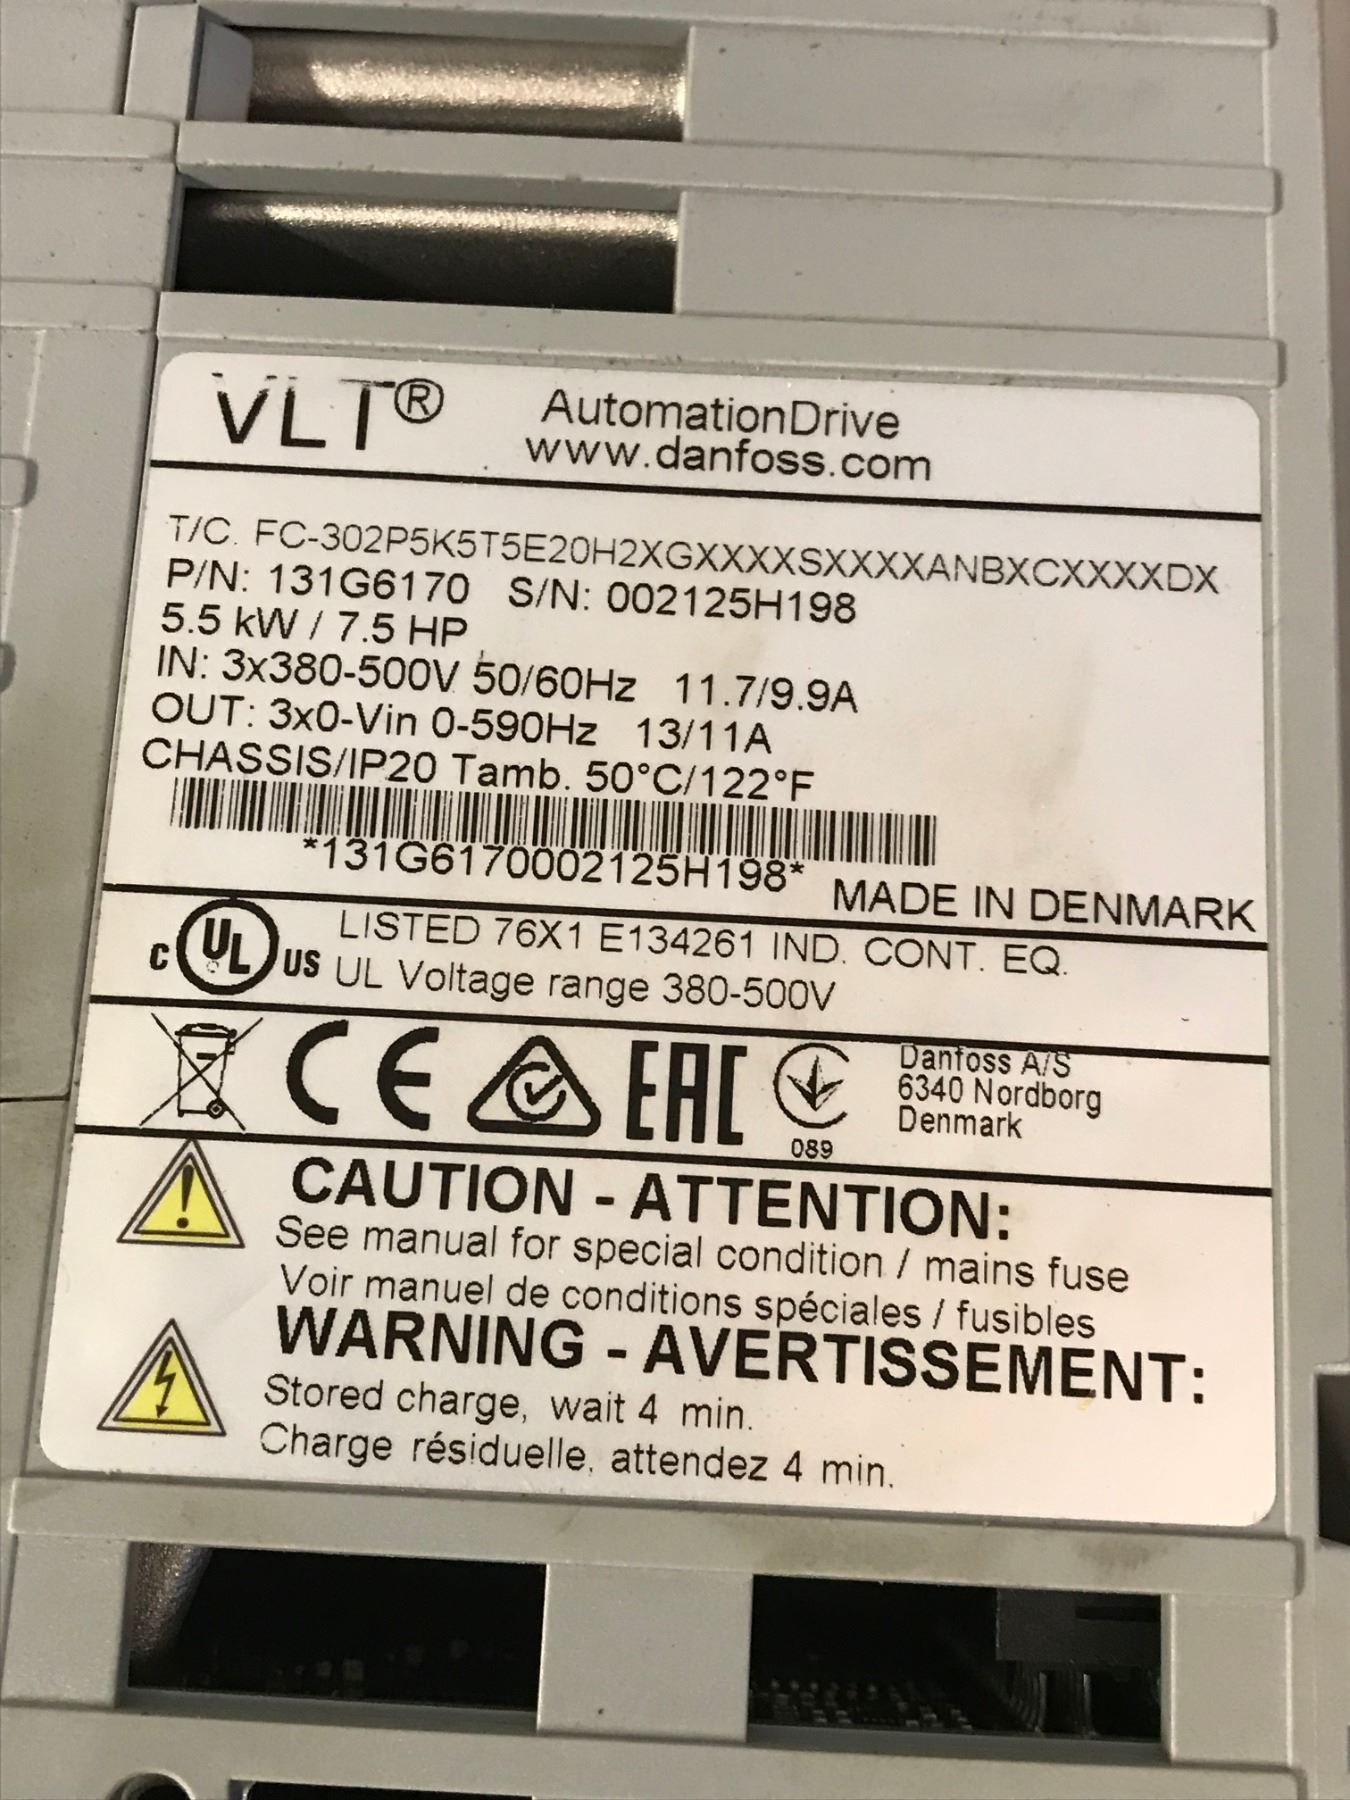 VLT® AutomationDrive
www.danfoss.com
T/C. FC-302P5K5T5E20H2XGXXXXSXXXXANBXCXXXXDX
P/N: 131G6170 S/N: 002125H198
5.5 kW / 7.5 HP
IN: 3x380-500V 50/60Hz 11.7/9.9A
OUT: 3x0-Vin 0-590Hz 13/11A
CHASSIS/IP20 Tamb. 50°C/122°F
*131G6170002125H198*
MADE IN DENMARK
c UL US LISTED 76X1 E134261 IND. CONT. EQ.
UL Voltage range 380-500V
CE EAC 089
Danfoss A/S
6340 Nordborg
Denmark
CAUTION - ATTENTION:
See manual for special condition / mains fuse
Voir manuel de conditions spéciales / fusibles
WARNING - AVERTISSEMENT:
Stored charge, wait 4 min.
Charge résiduelle, attendez 4 min.